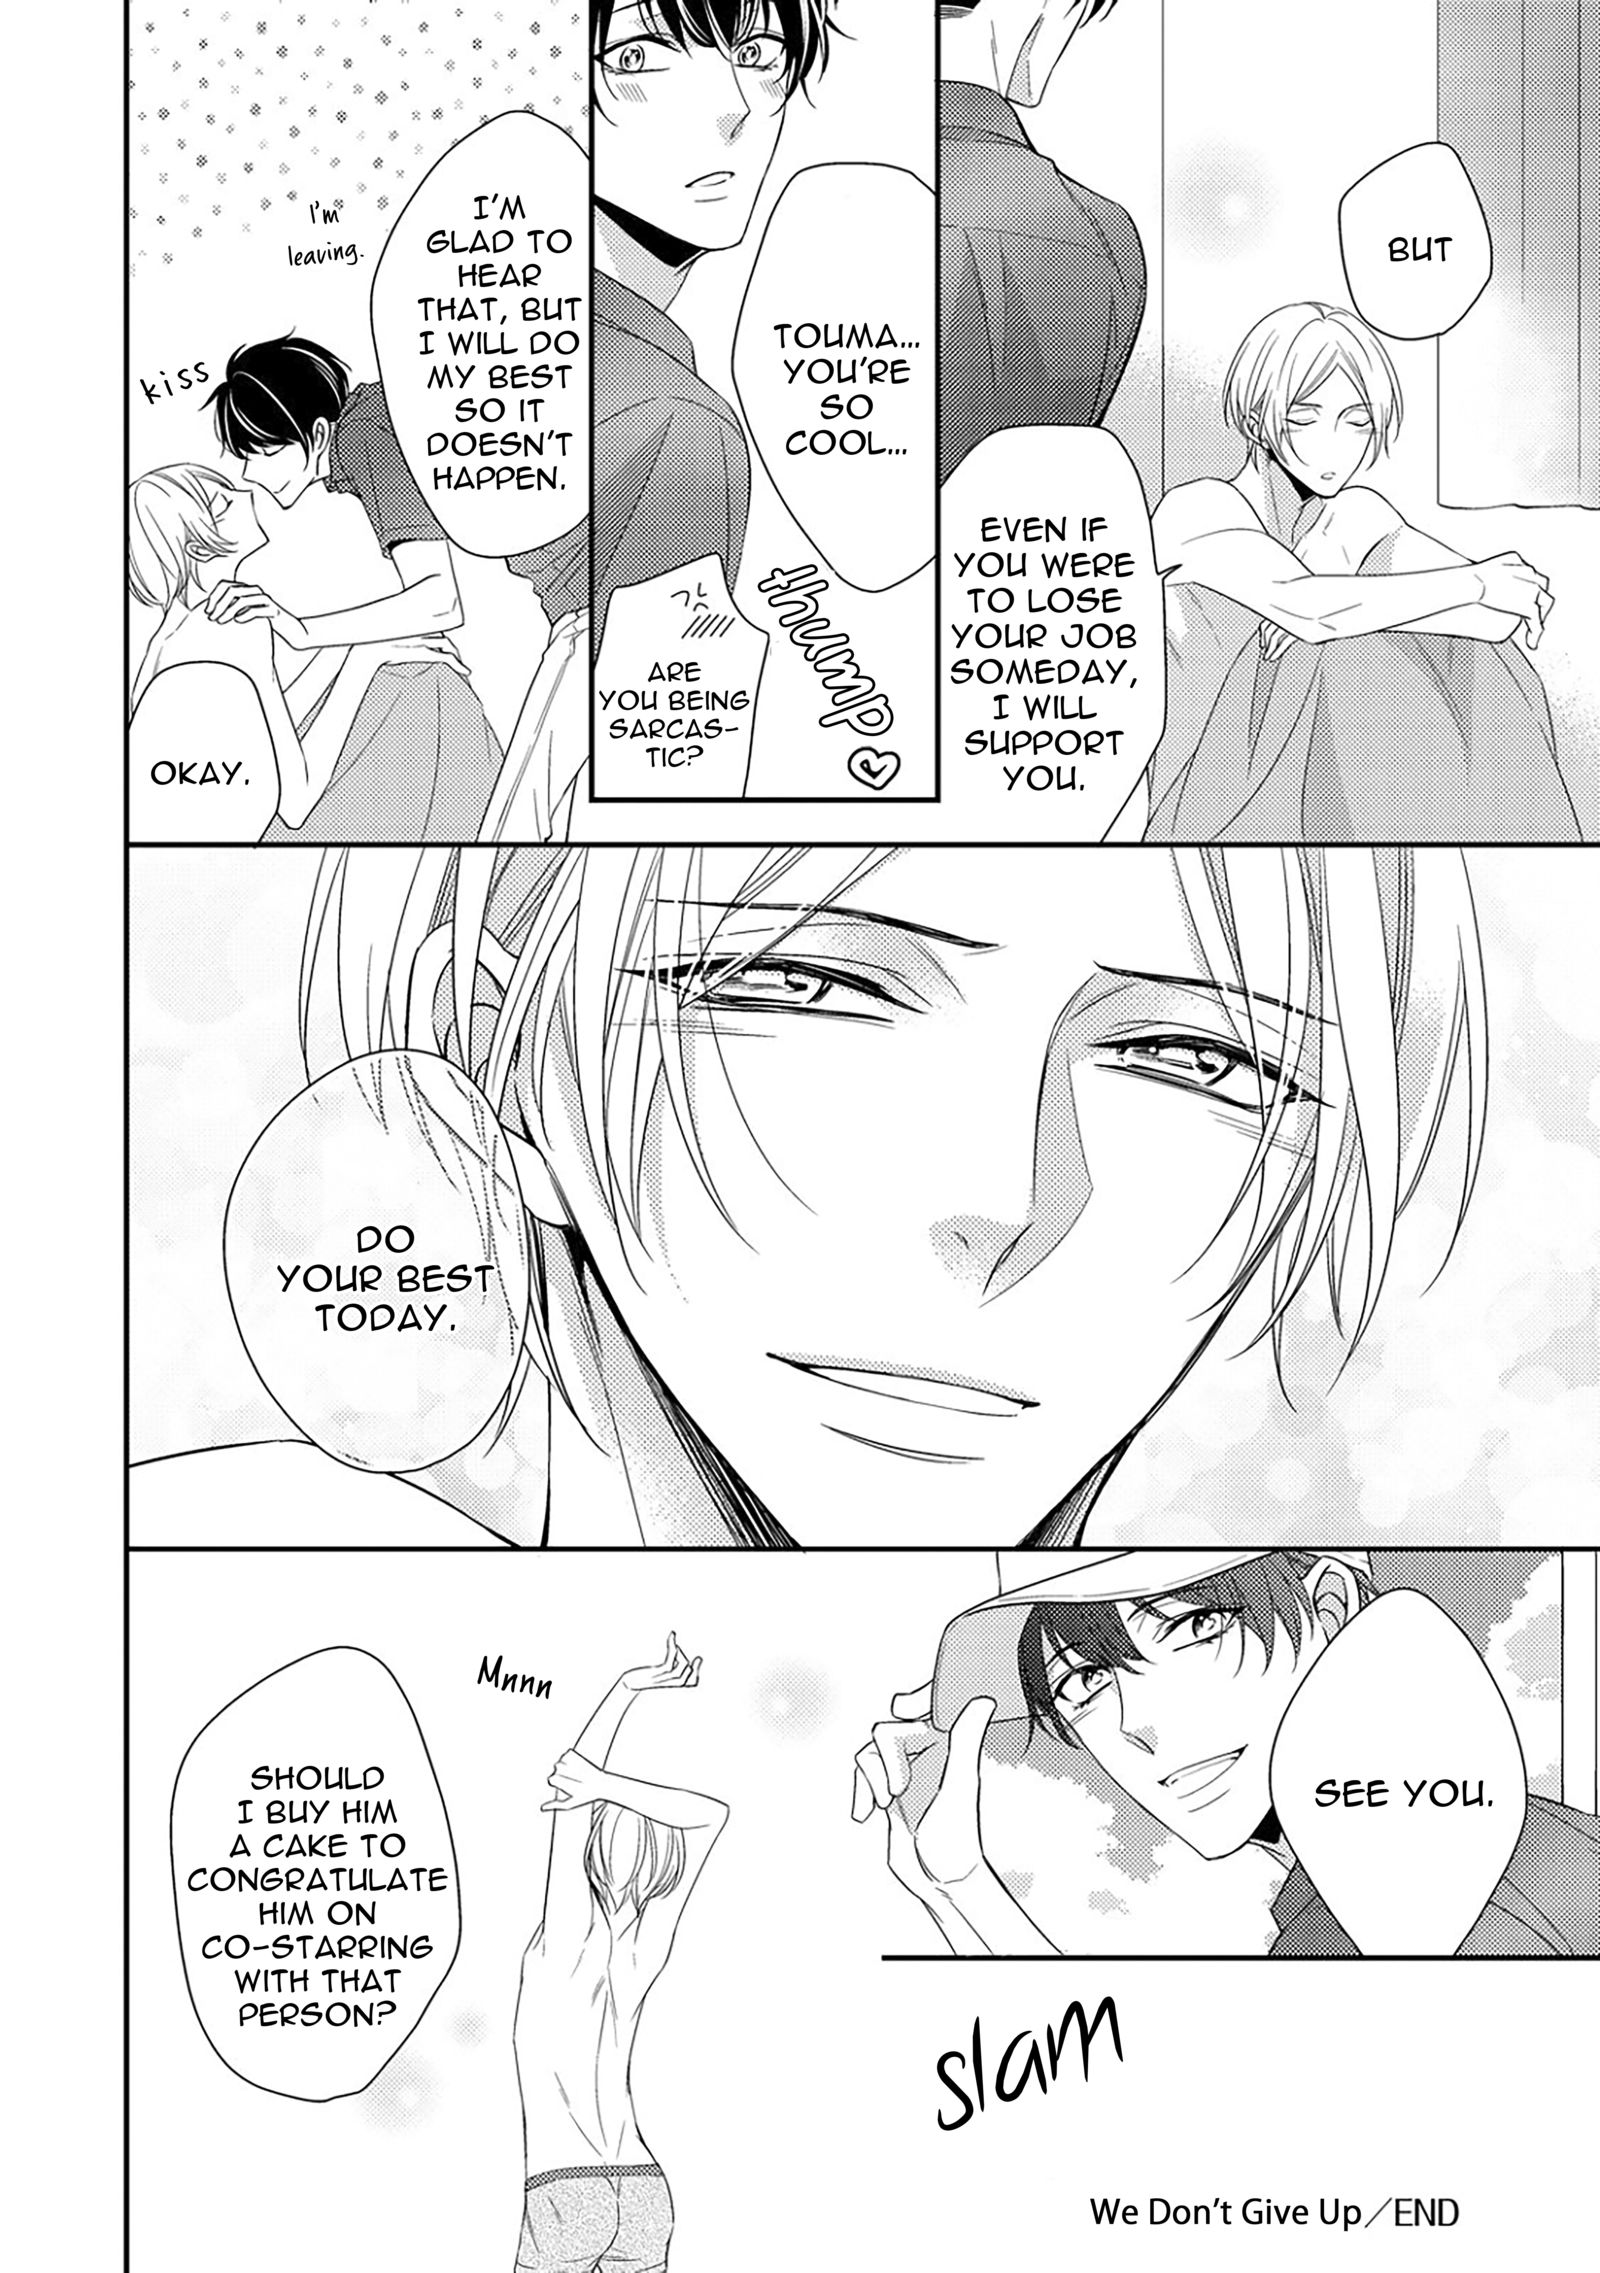 BUT
EVEN IF
YOU WERE
TO LOSE
YOUR JOB
SOMEDAY,
I WILL
SUPPORT
YOU.
TOUMA...
YOU'RE
SO
COOL...
thump
ARE
YOU BEING
SARCAS-
TIC?
I'M
GLAD TO
HEAR
THAT, BUT
I WILL DO
MY BEST
SO IT
DOESN'T
HAPPEN.
I'm
leaving.
kiss
OKAY.
DO
YOUR BEST
TODAY.
SEE YOU.
slam
Mnnn
SHOULD
I BUY HIM
A CAKE TO
CONGRATULATE
HIM ON
CO-STARRING
WITH THAT
PERSON?
We Don't Give Up／END